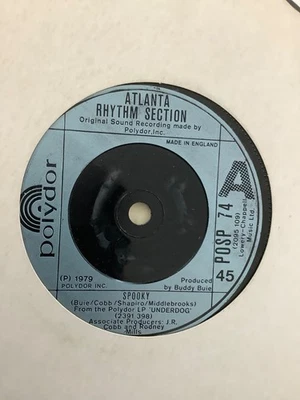 ATLANTA
RHYTHM SECTION
Original Sound Recording made by
Polydor.Inc.
MADE IN ENGLAND
polydor
A
POSP 74
(2095 109)
Lowery-Chappell
Music Ltd.
45
(P) 1979
POLYDOR INC.
Produced
by Buddy Buie
SPOOKY
(Buie/Cobb/Shapiro/Middlebrooks)
From the Polydor LP "UNDERDOG"
(2391 398)
Associate Producers: J.R.
Cobb and Rodney
Mills